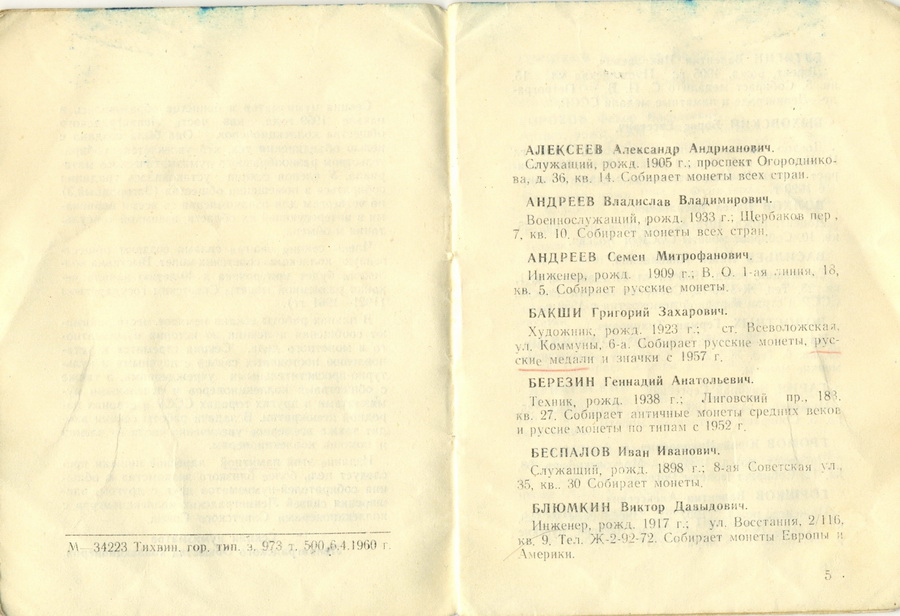 М—34223 Тихвин. гор. тип. з. 973 т. 500,6.4.1960 г.
АЛЕКСЕЕВ Александр Андрианович.
Служащий, рожд. 1905 г.; проспект Огородникова, д. 36, кв. 14. Собирает монеты всех стран.
АНДРЕЕВ Владислав Владимирович.
Военнослужащий, рожд. 1933 г.; Щербаков пер.,
7, кв. 10. Собирает монеты всех стран.
АНДРЕЕВ Семен Митрофанович.
Инженер, рожд. 1909 г.; В. О. 1-ая линия, 18,
кв. 5. Собирает русские монеты.
БАКШИ Григорий Захарович.
Художник, рожд. 1923 г.; ст. Всеволожская,
ул. Коммуны, 6-а. Собирает русские монеты, рус-
ские медали и значки с 1957 г.
БЕРЕЗИН Геннадий Анатольевич.
Техник, рожд. 1938 г.; Лиговский пр., 183,
кв. 27. Собирает античные монеты средних веков
и руссие монеты по типам с 1952 г.
БЕСПАЛОВ Иван Иванович.
Служащий, рожд. 1898 г.; 8-ая Советская ул.,
35, кв.. 30 Собирает монеты.
БЛЮМКИН Виктор Давыдович.
Инженер, рожд. 1917 г.; ул. Восстания, 2/116,
кв. 9. Тел. Ж-2-92-72. Собирает монеты Европы и
Америки.
5